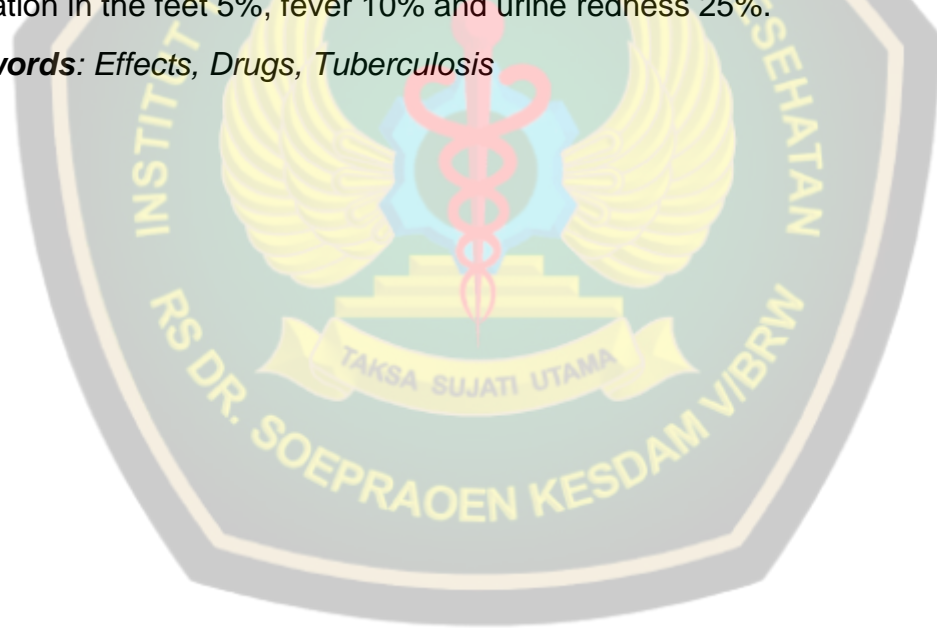 ation in the feet 5%, fever 10% and urine redness 25%.
words: Effects, Drugs, Tuberculosis
INSTITUT
KESEHATAN
RS DR. SOEPRAOEN KESDAM V/BRW
TAKSA SUJATI UTAMA